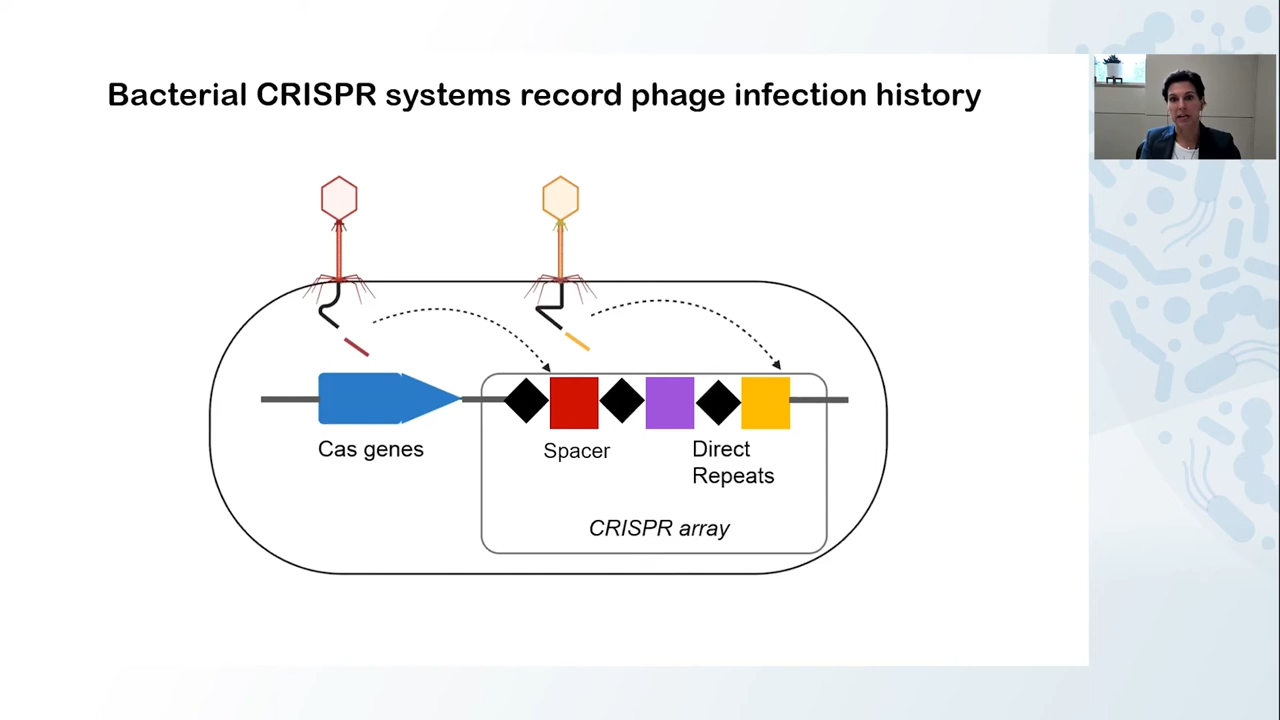 Bacterial CRISPR systems record phage infection history
Cas genes
Spacer
Direct
Repeats
CRISPR array